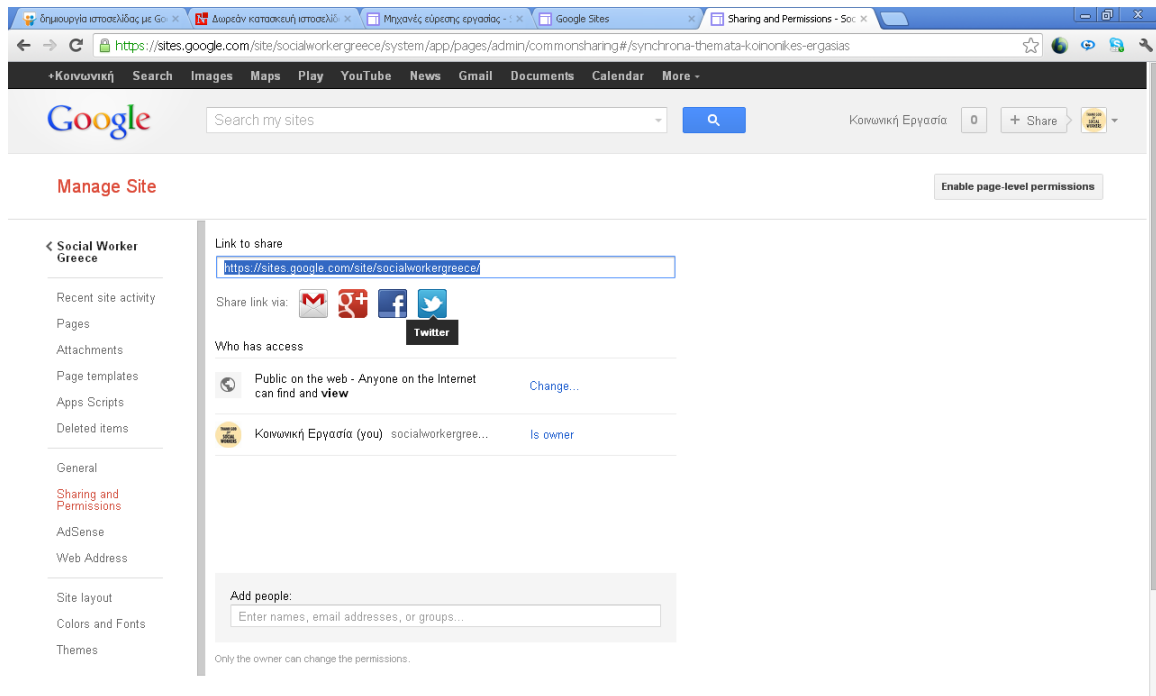 δημιουργία ιστοσελίδας με Go
Δωρεάν κατασκευή ιστοσελίδ
Μηχανές εύρεσης εργασίας - S
Google Sites
Sharing and Permissions - Soc
https://sites.google.com/site/socialworkergreece/system/app/pages/admin/commonsharing#/synchrona-themata-koinonikes-ergasias
+Κοινωνική Search Images Maps Play YouTube News Gmail Documents Calendar More
Google
Search my sites
Κοινωνική Εργασία 0 + Share
Manage Site
Enable page-level permissions
Social Worker
Greece
Recent site activity
Pages
Attachments
Page templates
Apps Scripts
Deleted items
General
Sharing and
Permissions
AdSense
Web Address
Site layout
Colors and Fonts
Themes
Link to share
https://sites.google.com/site/socialworkergreece/
Share link via:
Twitter
Who has access
Public on the web - Anyone on the Internet
can find and view
Change...
Κοινωνική Εργασία (you) socialworkergree...
Is owner
Add people:
Enter names, email addresses, or groups...
Only the owner can change the permissions.